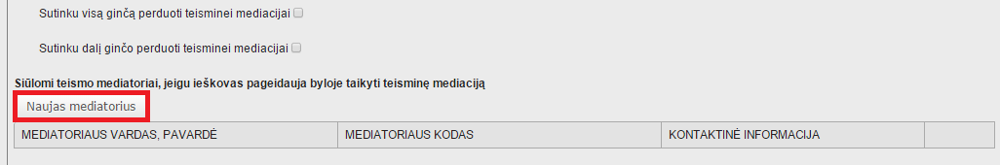 Sutinku visą ginčą perduoti teisminei mediacijai
Sutinku dalį ginčo perduoti teisminei mediacijai
Siūlomi teismo mediatoriai, jeigu ieškovas pageidauja byloje taikyti teisminę mediaciją
Naujas mediatorius
MEDIATORIAUS VARDAS, PAVARDĖ MEDIATORIAUS KODAS KONTAKTINĖ INFORMACIJA